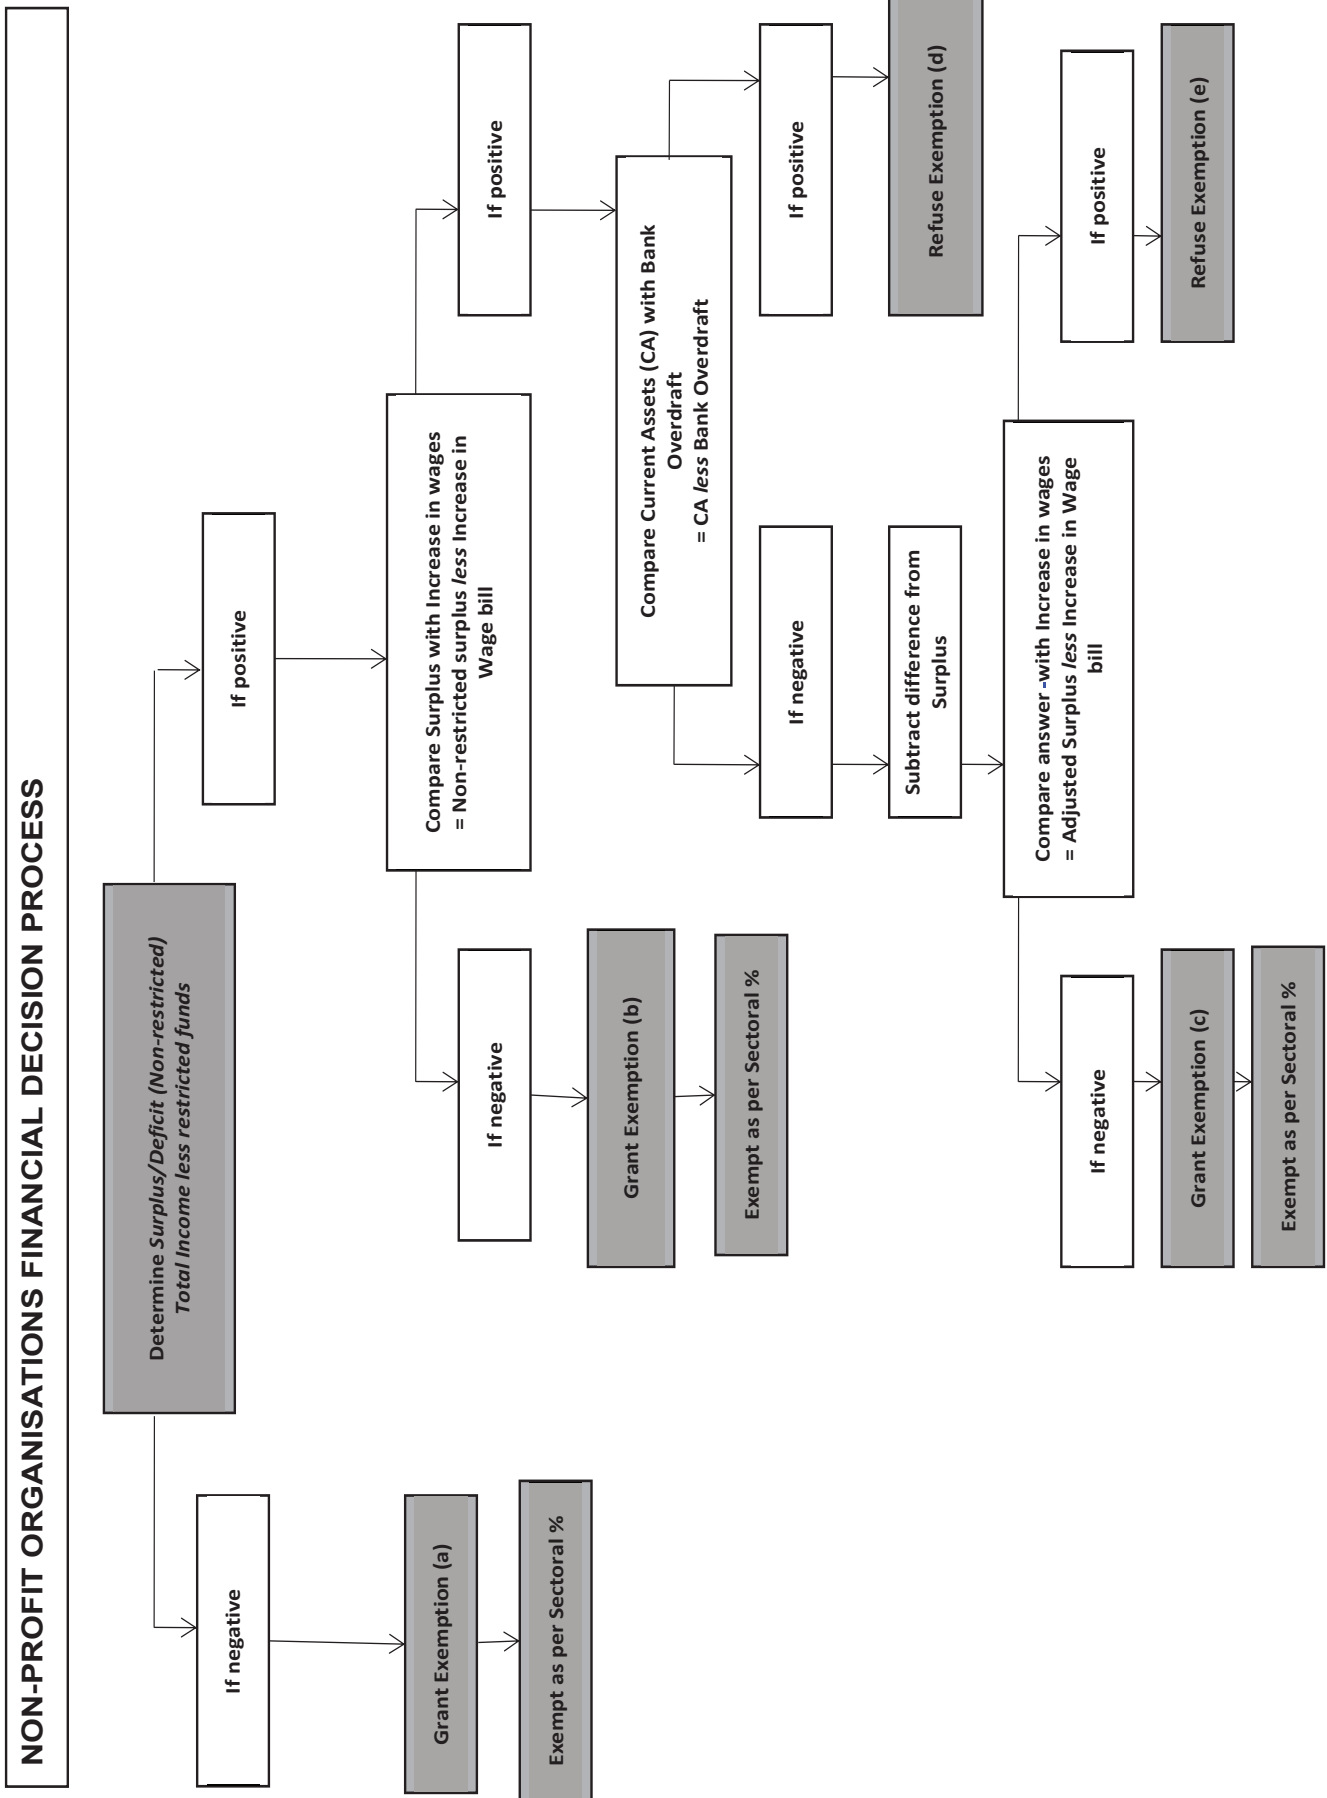 NON-PROFIT ORGANISATIONS FINANCIAL DECISION PROCESS
Determine Surplus/Deficit (Non-restricted)
Total Income less restricted funds
If negative
If positive
Grant Exemption (a)
Exempt as per Sectoral %
Compare Surplus with Increase in wages
= Non-restricted surplus less Increase in
Wage bill
If negative
If positive
Grant Exemption (b)
Exempt as per Sectoral %
Compare Current Assets (CA) with Bank
Overdraft
= CA less Bank Overdraft
If negative
If positive
Subtract difference from
Surplus
Refuse Exemption (d)
Compare answer -with Increase in wages
= Adjusted Surplus less Increase in Wage
bill
If negative
If positive
Grant Exemption (c)
Refuse Exemption (e)
Exempt as per Sectoral %